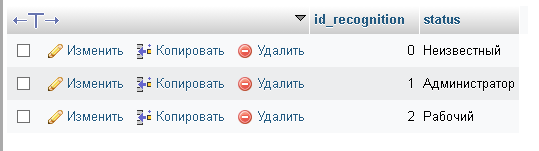 id_recognition status
Изменить Копировать Удалить 0 Неизвестный
Изменить Копировать Удалить 1 Администратор
Изменить Копировать Удалить 2 Рабочий